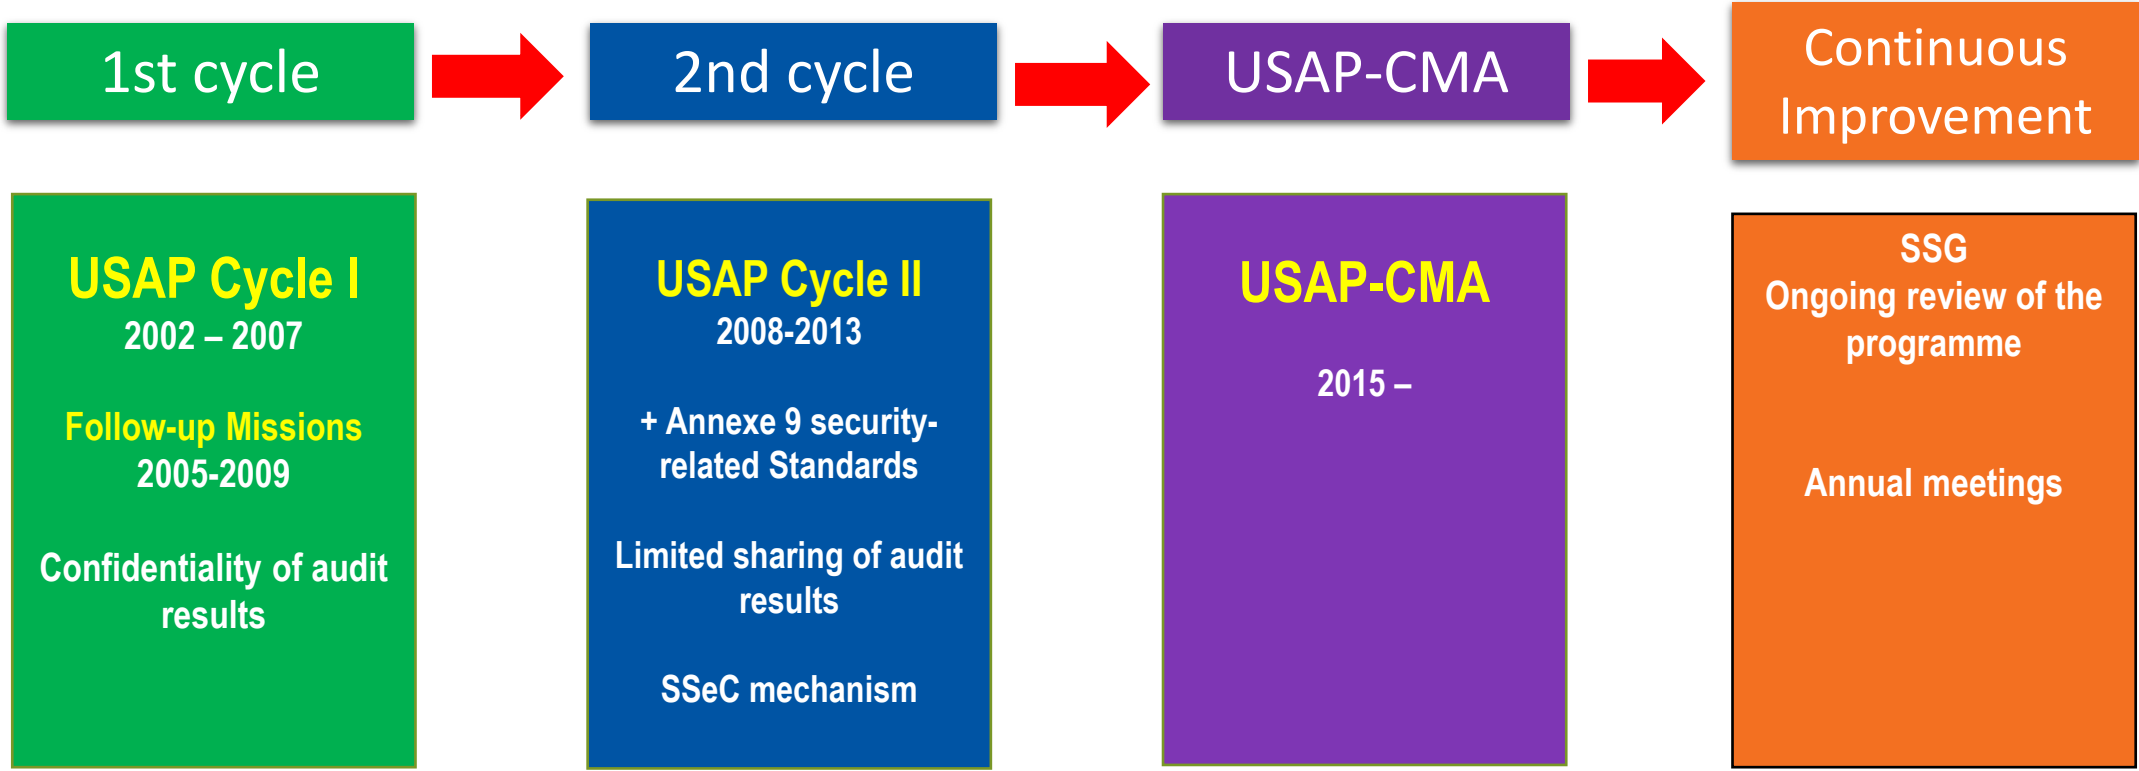 1st cycle
2nd cycle
USAP-CMA
Continuous
Improvement
USAP Cycle I
2002 – 2007
Follow-up Missions
2005-2009
Confidentiality of audit
results
USAP Cycle II
2008-2013
+ Annexe 9 security-
related Standards
Limited sharing of audit
results
SSeC mechanism
USAP-CMA
2015 –
SSG
Ongoing review of the
programme
Annual meetings